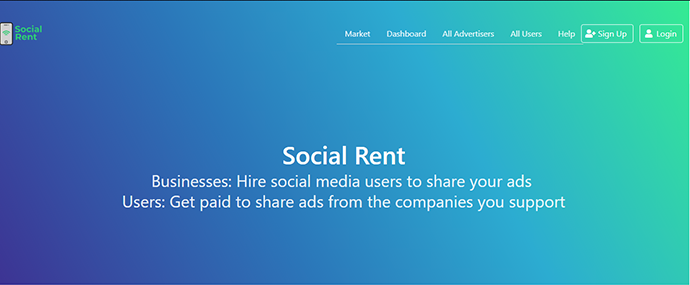 Social
Rent
Market Dashboard All Advertisers All Users Help Sign Up Login
Social Rent
Businesses: Hire social media users to share your ads
Users: Get paid to share ads from the companies you support